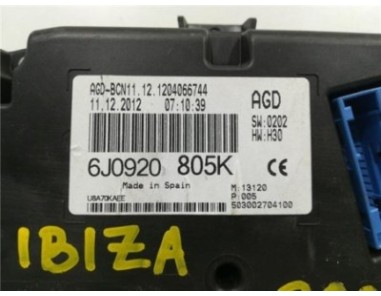 AGD-BCN11.12.1204066744
11.12.2012 07:10:39
AGD
SW:0202
HW:H30
6J0920 805K
Made in Spain
CE
U8A70KAEE
M:13120
P:005
503002704100
IBIZA